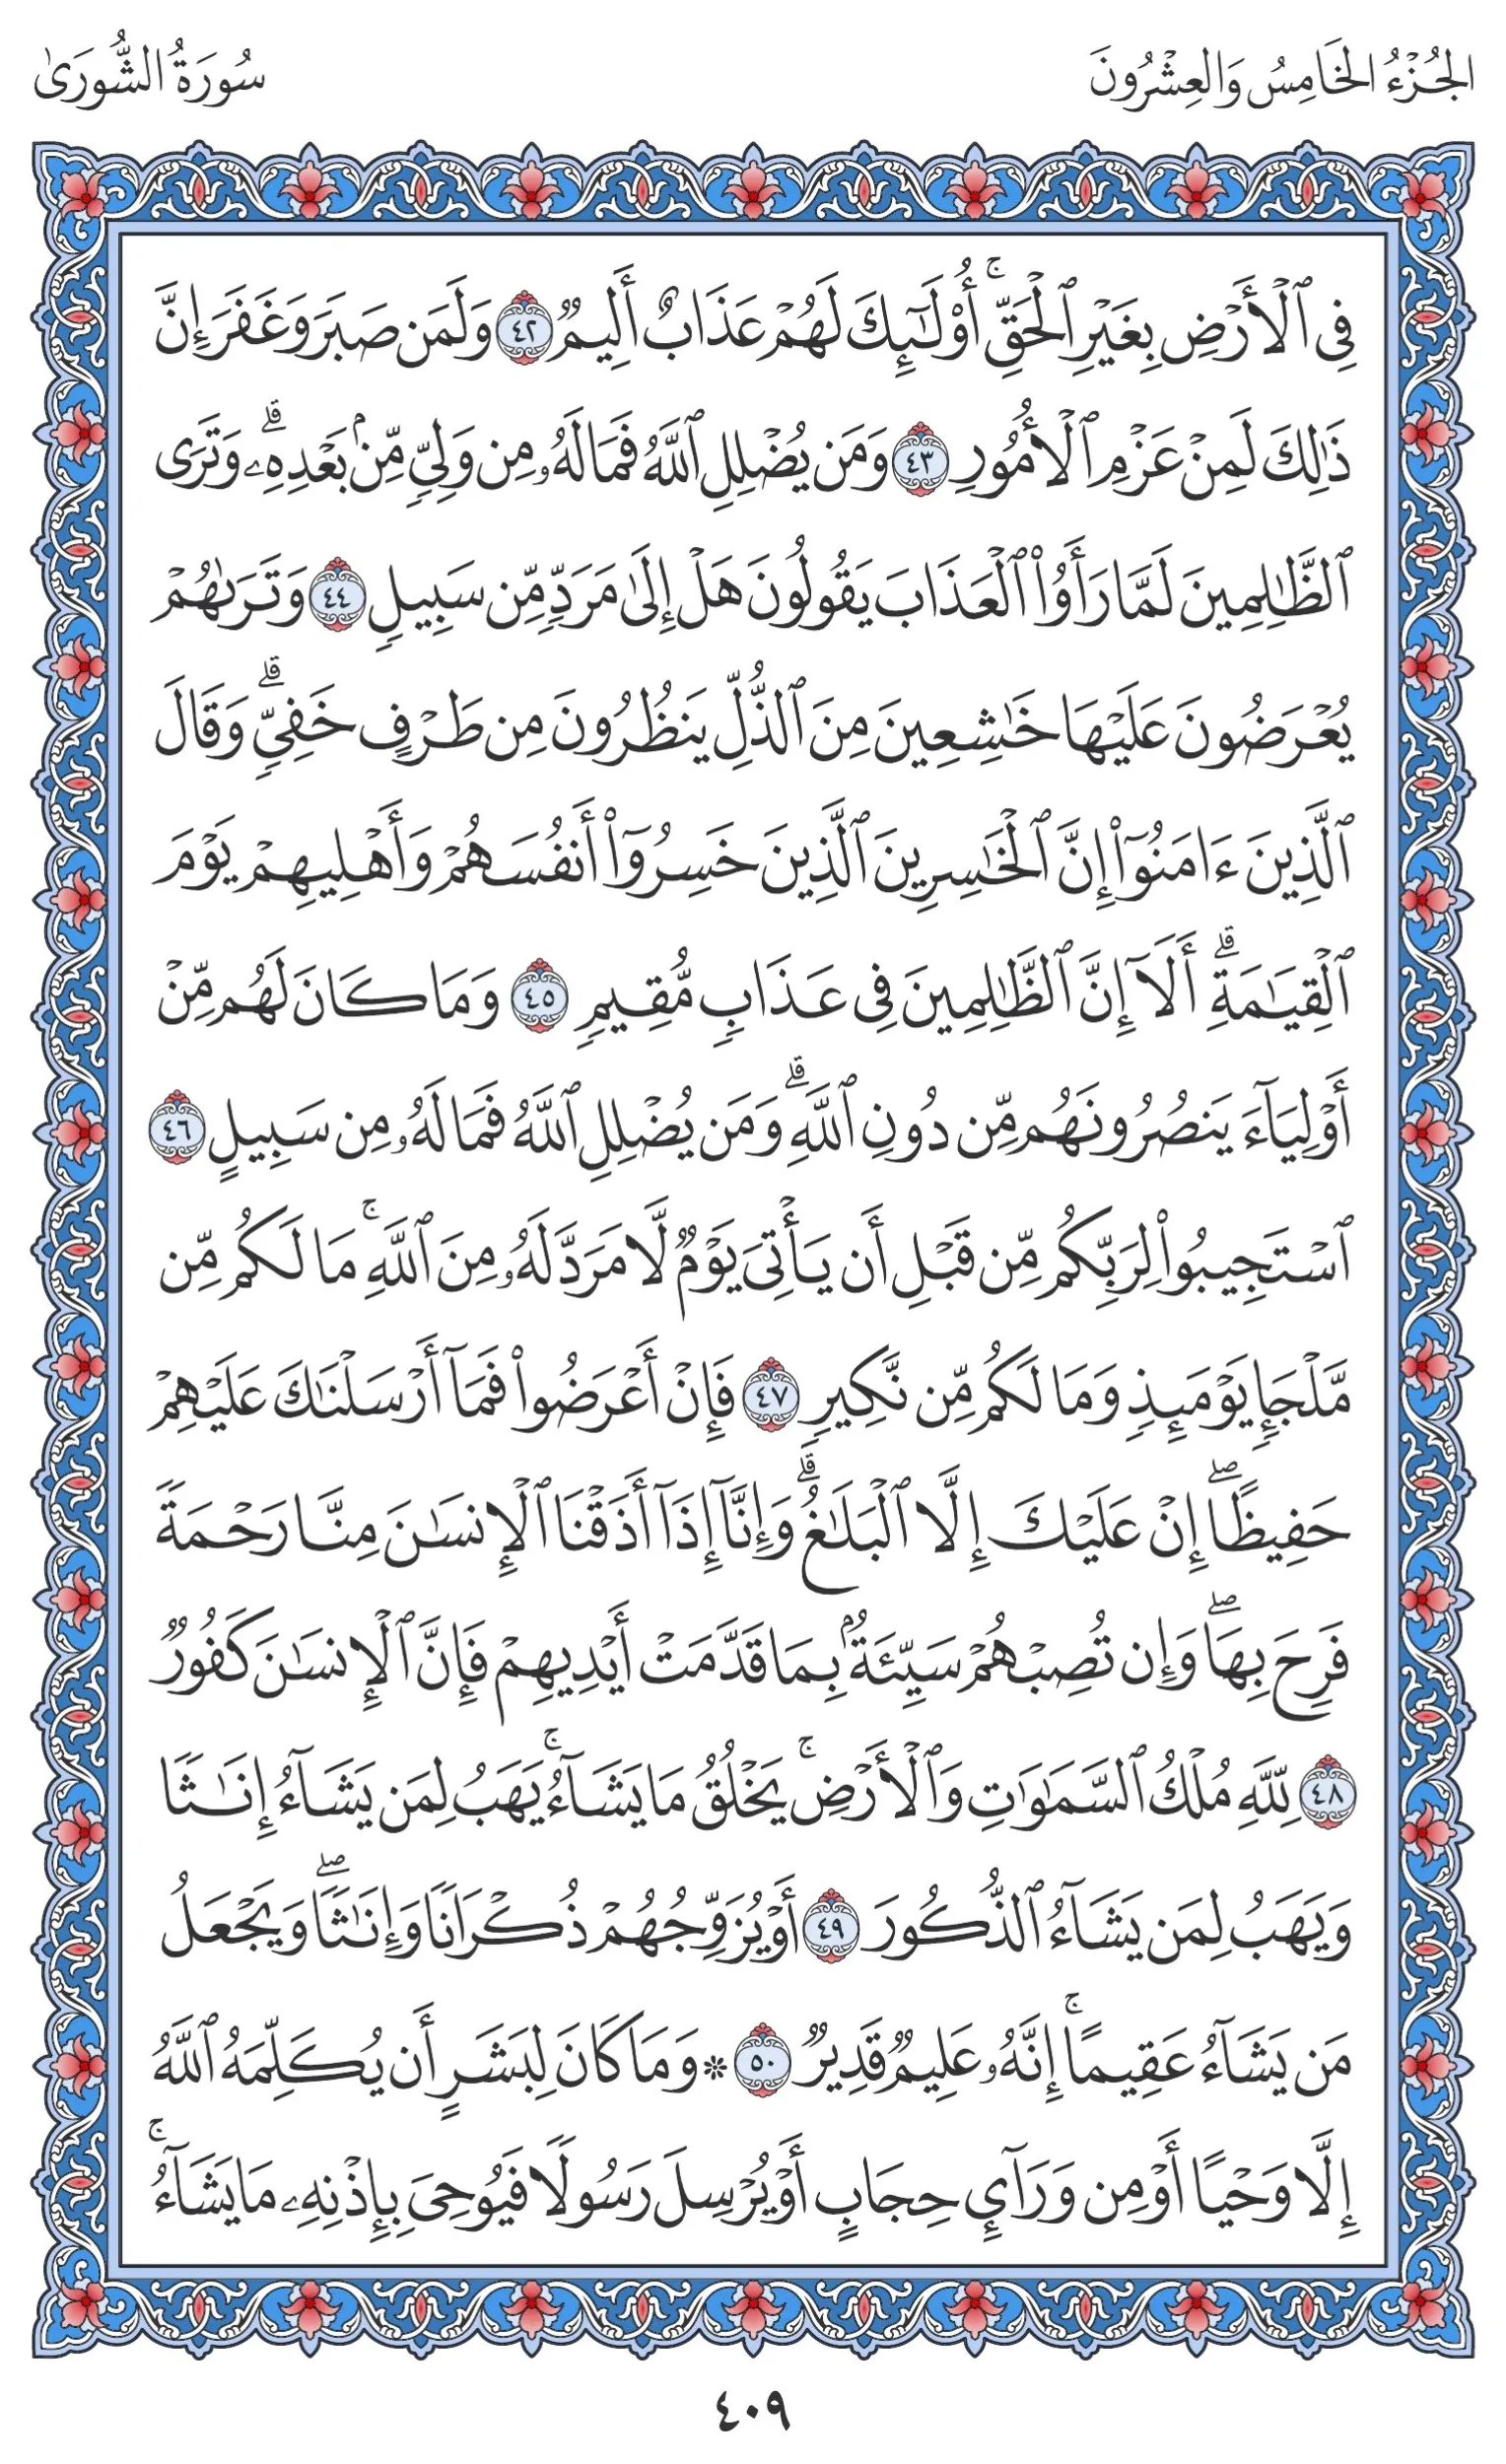 الجُزْءُ الخَامِسُ وَالعِشْرُونَ
سُورَةُ الشُّورَىٰ
فِي ٱلۡأَرۡضِ بِغَيۡرِ ٱلۡحَقِّۚ أُوْلَـٰٓئِكَ لَهُمۡ عَذَابٌ أَلِيمٞ ٤٢ وَلَمَن صَبَرَ وَغَفَرَ إِنَّ
ذَٰلِكَ لَمِنۡ عَزۡمِ ٱلۡأُمُورِ ٤٣ وَمَن يُضۡلِلِ ٱللَّهُ فَمَا لَهُۥ مِن وَلِيّٖ مِّنۢ بَعۡدِهِۦۗ وَتَرَى
ٱلظَّـٰلِمِينَ لَمَّا رَأَوُاْ ٱلۡعَذَابَ يَقُولُونَ هَلۡ إِلَىٰ مَرَدّٖ مِّن سَبِيلٖ ٤٤ وَتَرَىٰهُمۡ
يُعۡرَضُونَ عَلَيۡهَا خَٰشِعِينَ مِنَ ٱلذُّلِّ يَنظُرُونَ مِن طَرۡفٍ خَفِيّٖۗ وَقَالَ
ٱلَّذِينَ ءَامَنُوٓاْ إِنَّ ٱلۡخَٰسِرِينَ ٱلَّذِينَ خَسِرُوٓاْ أَنفُسَهُمۡ وَأَهۡلِيهِمۡ يَوۡمَ
ٱلۡقِيَٰمَةِۗ أَلَآ إِنَّ ٱلظَّـٰلِمِينَ فِي عَذَابٖ مُّقِيمٖ ٤٥ وَمَا كَانَ لَهُم مِّنۡ
أَوۡلِيَآءَ يَنصُرُونَهُم مِّن دُونِ ٱللَّهِۗ وَمَن يُضۡلِلِ ٱللَّهُ فَمَا لَهُۥ مِن سَبِيلٍ ٤٦
ٱسۡتَجِيبُواْ لِرَبِّكُم مِّن قَبۡلِ أَن يَأۡتِيَ يَوۡمٞ لَّا مَرَدَّ لَهُۥ مِنَ ٱللَّهِۚ مَا لَكُم مِّن
مَّلۡجَإٖ يَوۡمَئِذٖ وَمَا لَكُم مِّن نَّكِيرٖ ٤٧ فَإِنۡ أَعۡرَضُواْ فَمَآ أَرۡسَلۡنَٰكَ عَلَيۡهِمۡ
حَفِيظًاۖ إِنۡ عَلَيۡكَ إِلَّا ٱلۡبَلَٰغُۗ وَإِنَّآ إِذَآ أَذَقۡنَا ٱلۡإِنسَٰنَ مِنَّا رَحۡمَةٗ
فَرِحَ بِهَاۖ وَإِن تُصِبۡهُمۡ سَيِّئَةُۢ بِمَا قَدَّمَتۡ أَيۡدِيهِمۡ فَإِنَّ ٱلۡإِنسَٰنَ كَفُورٞ
٤٨ لِّلَّهِ مُلۡكُ ٱلسَّمَٰوَٰتِ وَٱلۡأَرۡضِۚ يَخۡلُقُ مَا يَشَآءُۚ يَهَبُ لِمَن يَشَآءُ إِنَٰثٗا
وَيَهَبُ لِمَن يَشَآءُ ٱلذُّكُورَ ٤٩ أَوۡ يُزَوِّجُهُمۡ ذُكۡرَانٗا وَإِنَٰثٗاۖ وَيَجۡعَلُ
مَن يَشَآءُ عَقِيمًاۚ إِنَّهُۥ عَلِيمٞ قَدِيرٞ ٥٠ ۞ وَمَا كَانَ لِبَشَرٍ أَن يُكَلِّمَهُ ٱللَّهُ
إِلَّا وَحۡيًا أَوۡ مِن وَرَآيِٕ حِجَابٍ أَوۡ يُرۡسِلَ رَسُولٗا فَيُوحِيَ بِإِذۡنِهِۦ مَا يَشَآءُۚ
٤٠٩